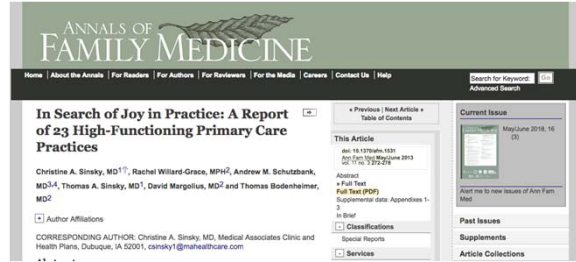 ANNALS OF
FAMILY MEDICINE
Home | About the Annals | For Readers | For Authors | For Reviewers | For the Media | Careers | Contact Us | Help
Search for Keyword: Go
Advanced Search
In Search of Joy in Practice: A Report
of 23 High-Functioning Primary Care
Practices
Christine A. Sinsky, MD1, Rachel Willard-Grace, MPH2, Andrew M. Schutzbank,
MD3,4, Thomas A. Sinsky, MD1, David Margolius, MD2 and Thomas Bodenheimer,
MD2
+ Author Affiliations
CORRESPONDING AUTHOR: Christine A. Sinsky, MD, Medical Associates Clinic and
Health Plans, Dubuque, IA 52001, csinsky1@mahealthcare.com
« Previous | Next Article »
Table of Contents
This Article
doi: 10.1370/afm.1531
Ann Fam Med May/June 2013
vol. 11 no. 3 272-278
Abstract
» Full Text
Full Text (PDF)
Supplemental data: Appendixes 1-
3
In Brief
- Classifications
Special Reports
- Services
Current Issue
May/June 2018, 16
(3)
Alert me to new issues of Ann Fam
Med
Past Issues
Supplements
Article Collections